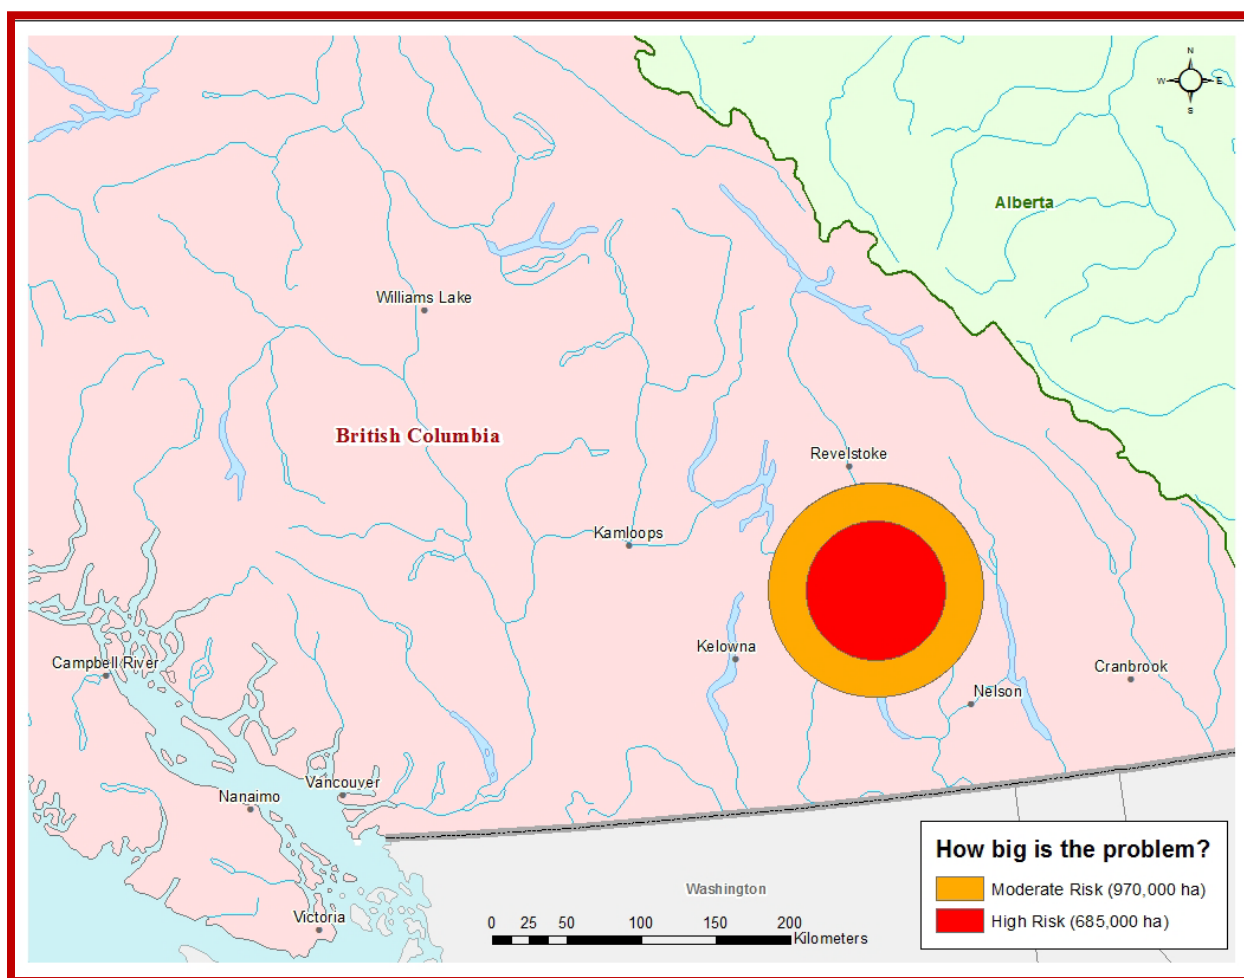 N
W E
S
Alberta
Williams Lake
British Columbia
Revelstoke
Kamloops
Kelowna
Campbell River
Cranbrook
Nelson
Vancouver
Nanaimo
How big is the problem?
Moderate Risk (970,000 ha)
High Risk (685,000 ha)
Washington
Victoria
0 25 50 100 150 200
Kilometers